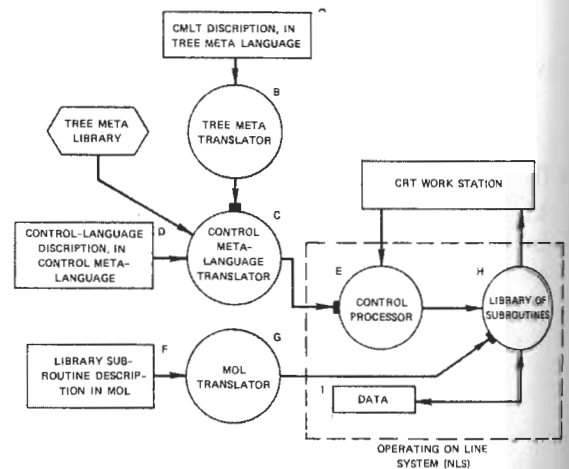 CMLT DISCRIPTION, IN
TREE META LANGUAGE
B
TREE META
TRANSLATOR
TREE META
LIBRARY
CRT WORK STATION
C
CONTROL
META-
LANGUAGE
TRANSLATOR
D
CONTROL-LANGUAGE
DISCRIPTION, IN
CONTROL META-
LANGUAGE
E
CONTROL
PROCESSOR
H
LIBRARY OF
SUBROUTINES
F
LIBRARY SUB-
ROUTINE DESCRIP-
TION IN MOL
G
MOL
TRANSLATOR
I
DATA
OPERATING ON LINE
SYSTEM (NLS)